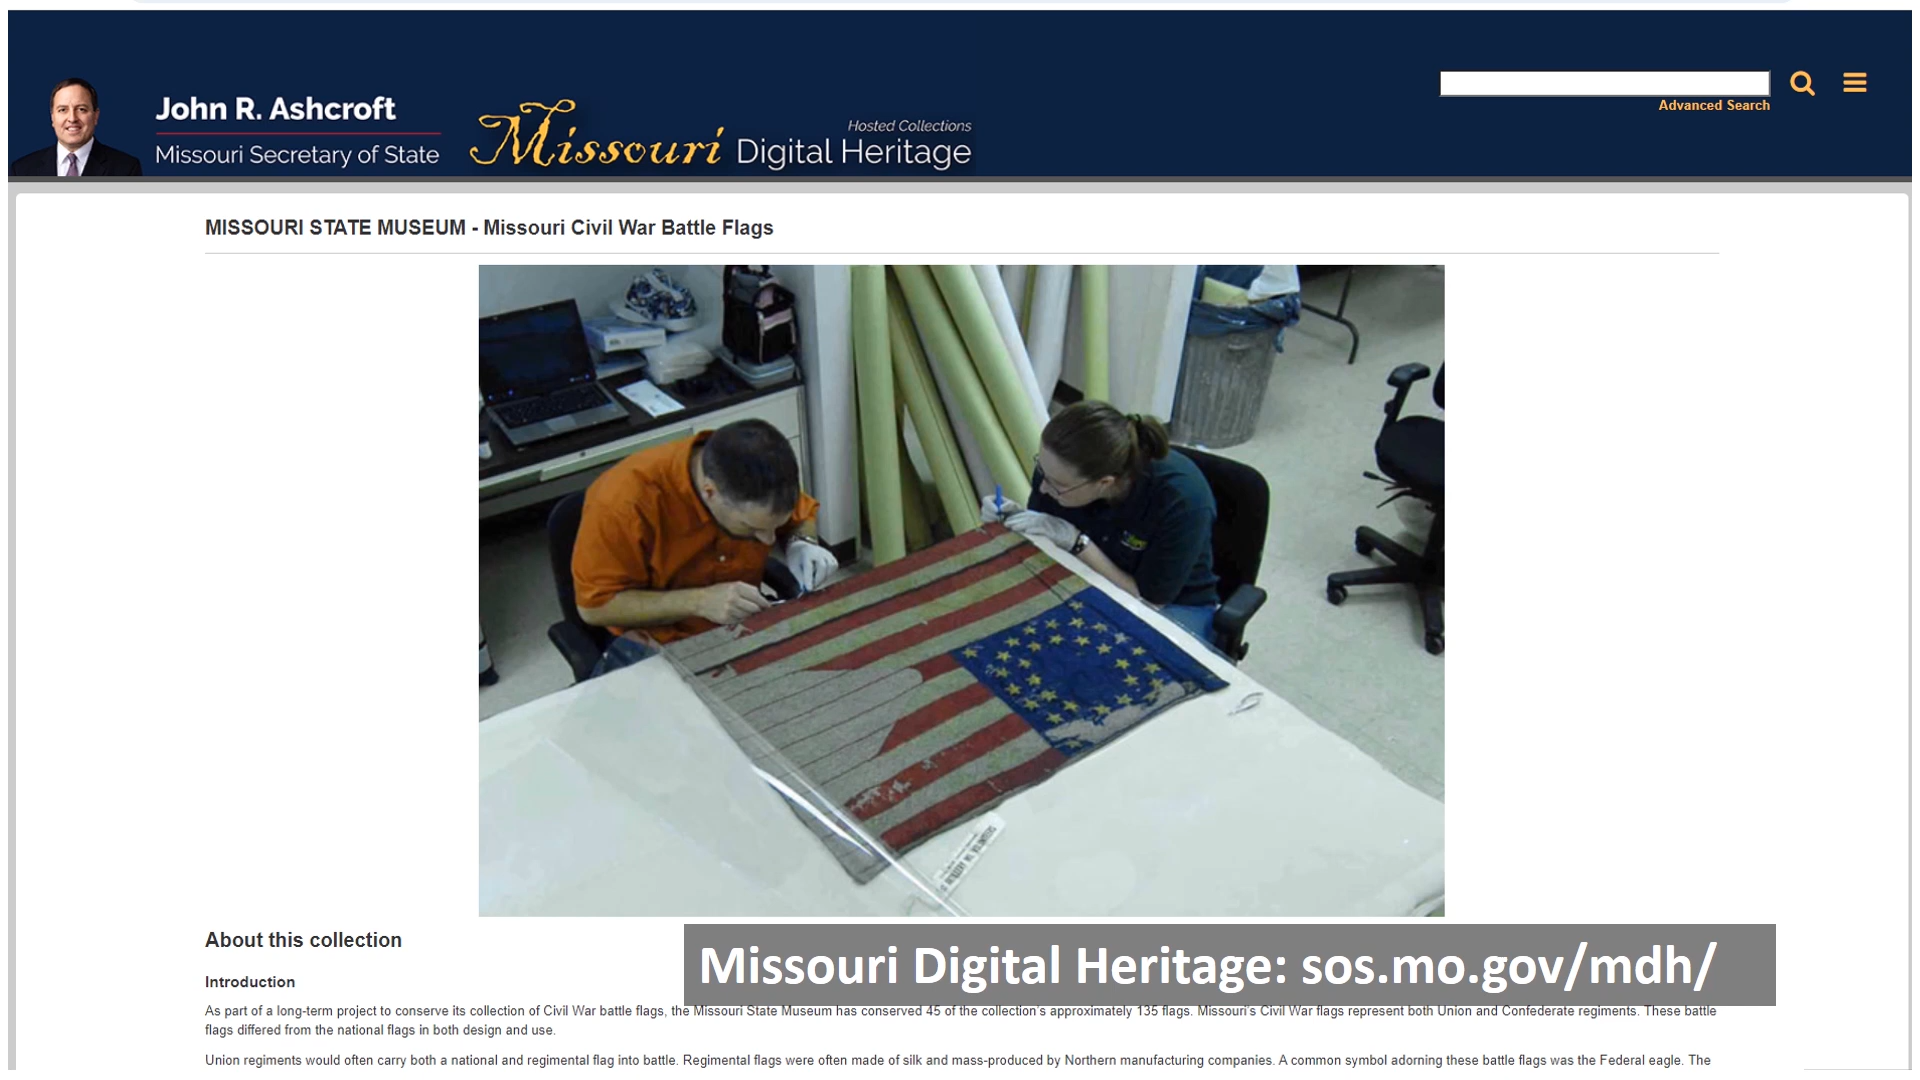 John R. Ashcroft
Missouri Secretary of State
Missouri Digital Heritage
Hosted Collections
Advanced Search
MISSOURI STATE MUSEUM - Missouri Civil War Battle Flags
About this collection
Missouri Digital Heritage: sos.mo.gov/mdh/
Introduction
As part of a long-term project to conserve its collection of Civil War battle flags, the Missouri State Museum has conserved 45 of the collection's approximately 135 flags. Missouri's Civil War flags represent both Union and Confederate regiments. These battle
flags differed from the national flags in both design and use.
Union regiments would often carry both a national and regimental flag into battle. Regimental flags were often made of silk and mass-produced by Northern manufacturing companies. A common symbol adorning these battle flags was the Federal eagle. The